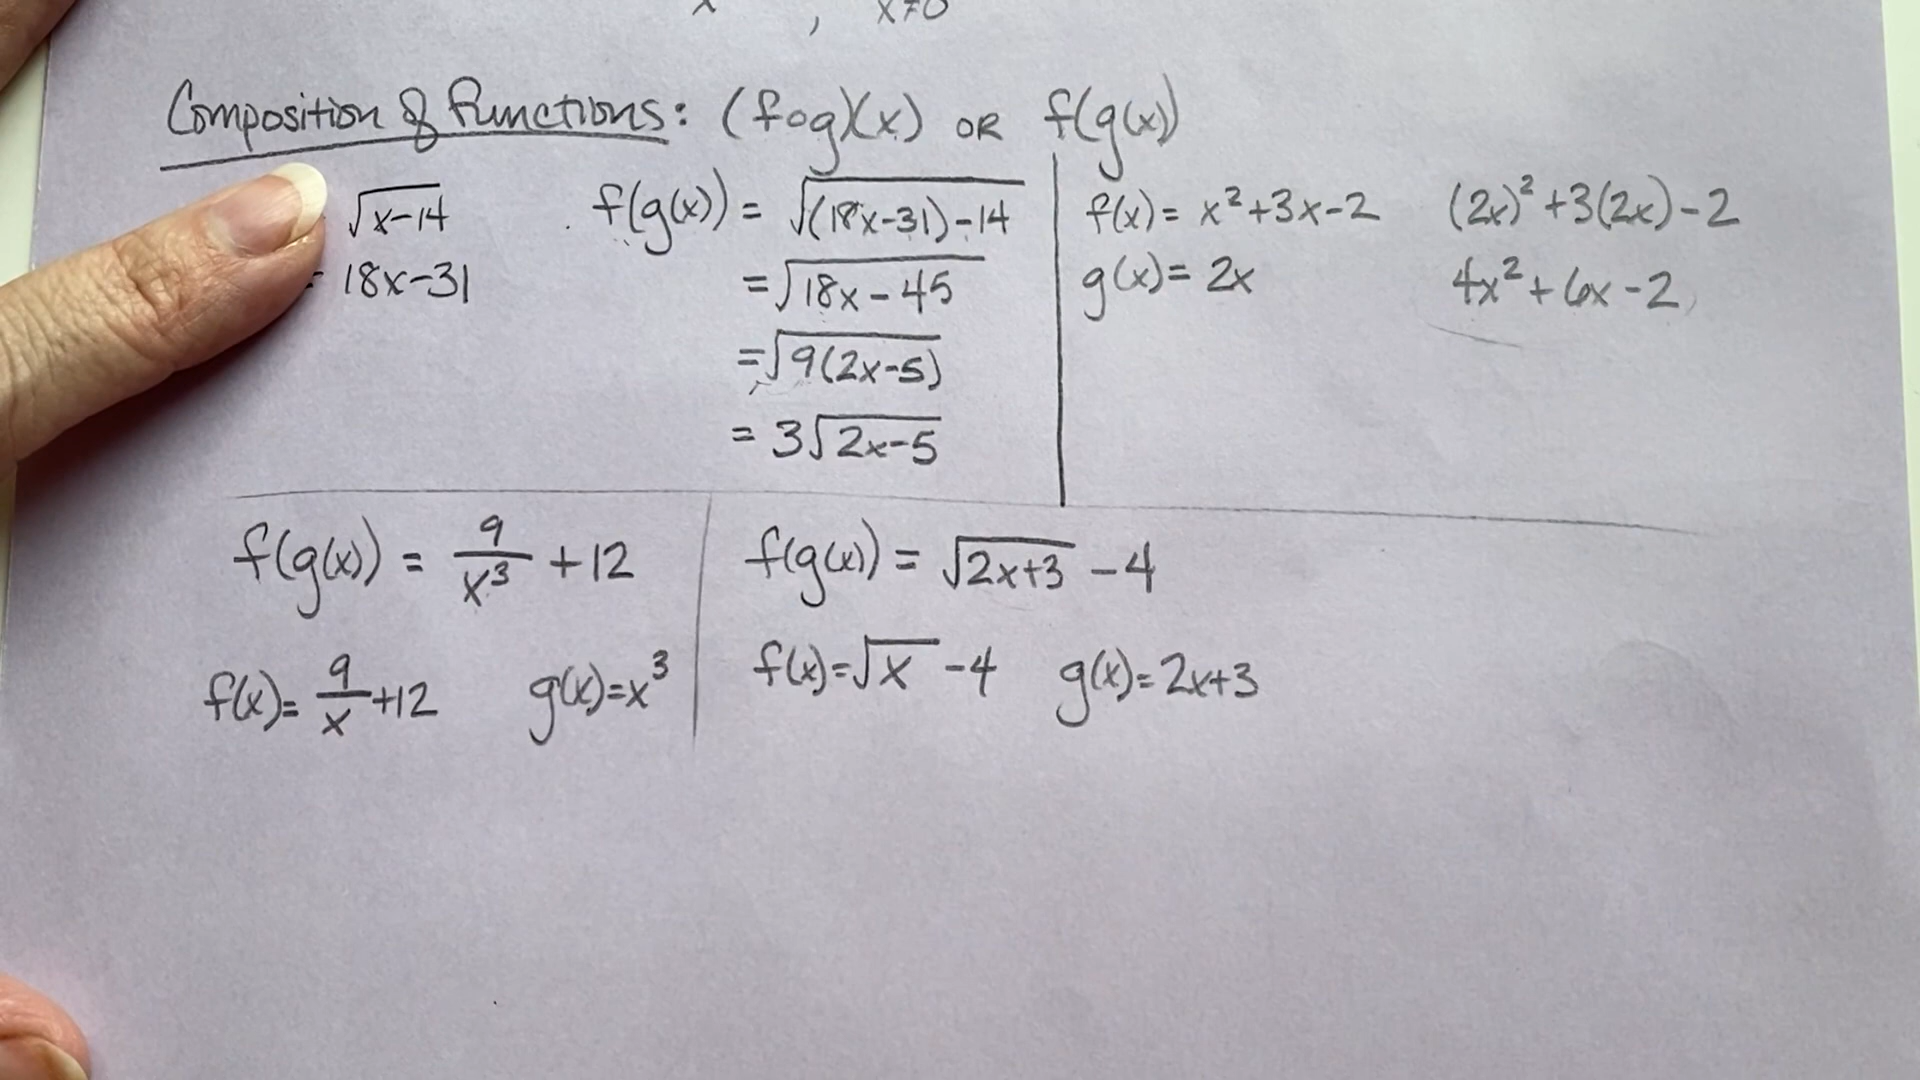 x , x≠0
Composition of Functions: (f∘g)(x) OR f(g(x))
√(x-14)
= 18x-31
f(g(x)) = √((18x-31)-14)
= √(18x-45)
= √(9(2x-5))
= 3√(2x-5)
f(x) = x²+3x-2
g(x) = 2x
(2x)²+3(2x)-2
4x²+6x-2
f(g(x)) = 9/x³ +12
f(x) = 9/x +12 g(x)=x³
f(g(x)) = √(2x+3) -4
f(x)=√x -4 g(x)=2x+3